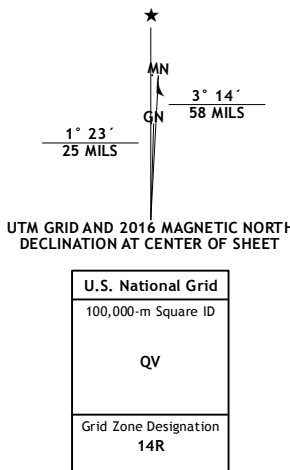 MN
3° 14´
58 MILS
GN
1° 23´
25 MILS
UTM GRID AND 2016 MAGNETIC NORTH
DECLINATION AT CENTER OF SHEET
U.S. National Grid
100,000-m Square ID
QV
Grid Zone Designation
14R